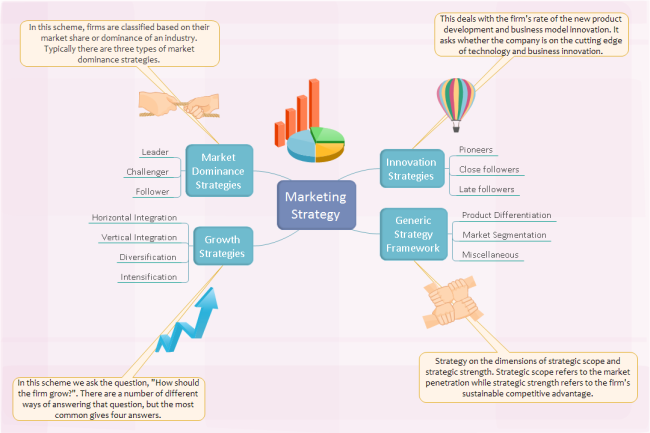 In this scheme, firms are classified based on their
market share or dominance of an industry.
Typically there are three types of market
dominance strategies.
This deals with the firm's rate of the new product
development and business model innovation. It
asks whether the company is on the cutting edge
of technology and business innovation.
Leader
Challenger
Follower
Market
Dominance
Strategies
Innovation
Strategies
Pioneers
Close followers
Late followers
Marketing
Strategy
Horizontal Integration
Vertical Integration
Diversification
Intensification
Growth
Strategies
Generic
Strategy
Framework
Product Differentiation
Market Segmentation
Miscellaneous
In this scheme we ask the question, "How should
the firm grow?". There are a number of different
ways of answering that question, but the most
common gives four answers.
Strategy on the dimensions of strategic scope and
strategic strength. Strategic scope refers to the market
penetration while strategic strength refers to the firm's
sustainable competitive advantage.